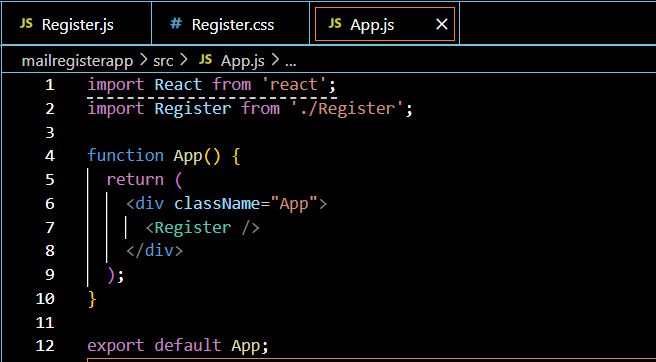 JS Register.js # Register.css JS App.js ×
mailregisterapp > src > JS App.js > ...
1 import React from 'react';
2 import Register from './Register';
3
4 function App() {
5 return (
6 <div className="App">
7 <Register />
8 </div>
9 );
10 }
11
12 export default App;